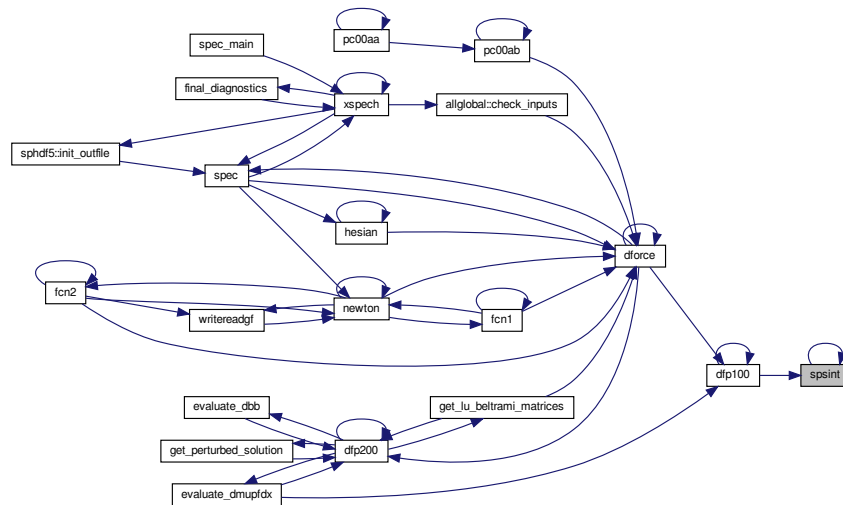 pc00aa
spec_main
pc00ab
final_diagnostics
xspech
allglobal::check_inputs
sphdf5::init_outfile
spec
hesian
dforce
fcn2
newton
writereadgf
fcn1
dfp100
spsint
evaluate_dbb
get_lu_beltrami_matrices
get_perturbed_solution
dfp200
evaluate_dmupfdx